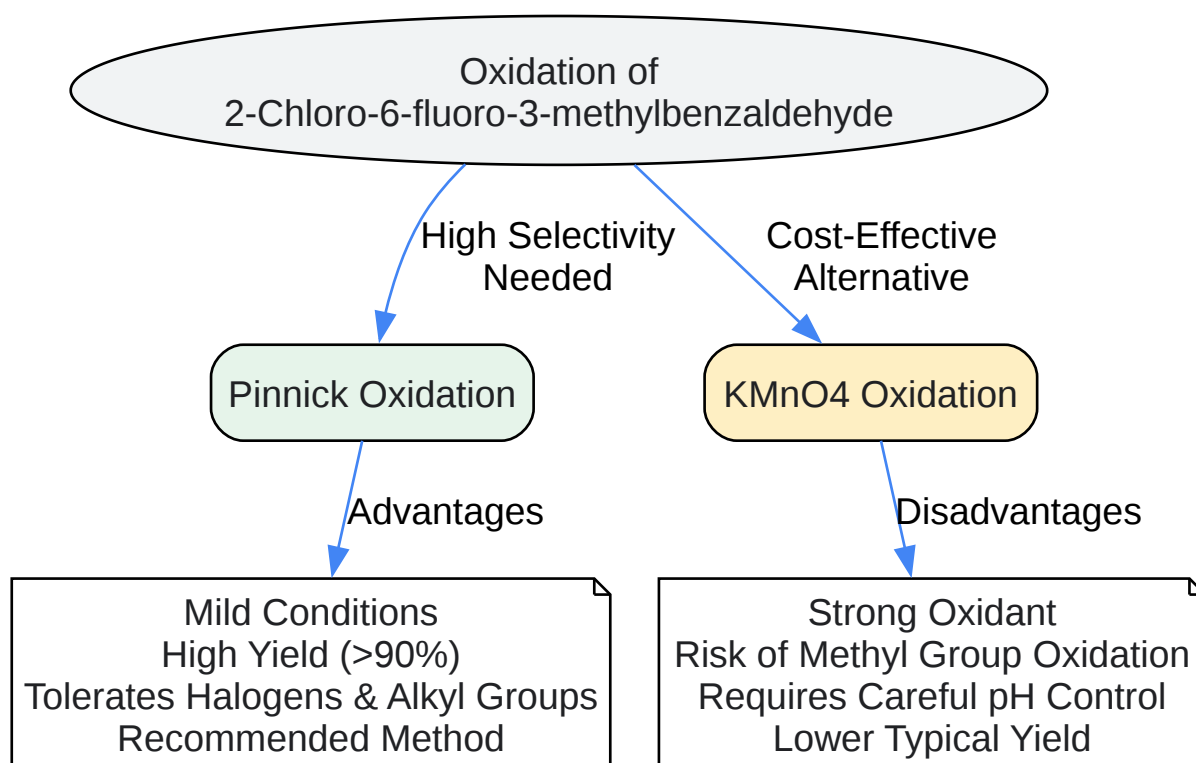 Oxidation of
2-Chloro-6-fluoro-3-methylbenzaldehyde
High Selectivity
Needed
Cost-Effective
Alternative
Pinnick Oxidation
KMnO4 Oxidation
Advantages
Disadvantages
Mild Conditions
High Yield (>90%)
Tolerates Halogens & Alkyl Groups
Recommended Method
Strong Oxidant
Risk of Methyl Group Oxidation
Requires Careful pH Control
Lower Typical Yield